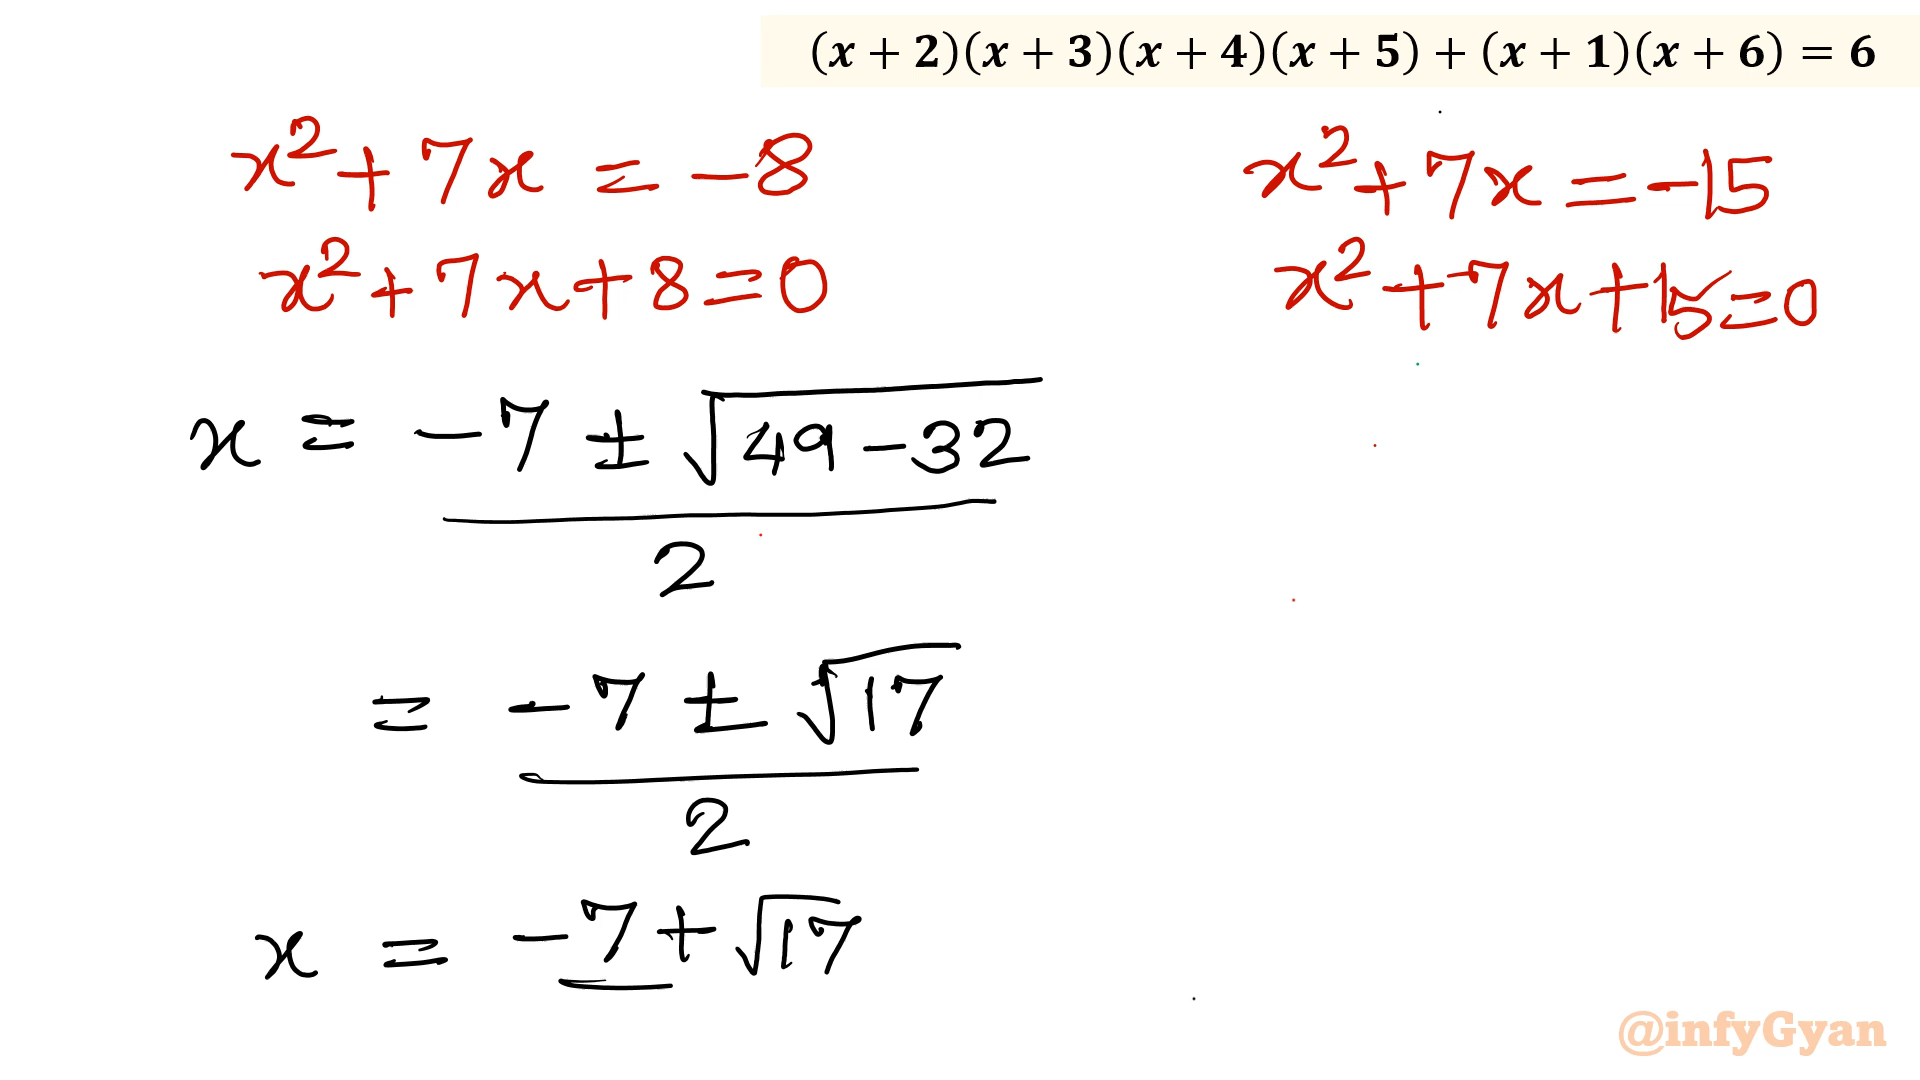 (x + 2)(x + 3)(x + 4)(x + 5) + (x + 1)(x + 6) = 6
x² + 7x = -8
x² + 7x + 8 = 0
x = -7 ± √49 - 32
2
= -7 ± √17
2
x = -7 + √17
x² + 7x = -15
x² + 7x + 15 = 0
@infyGyan